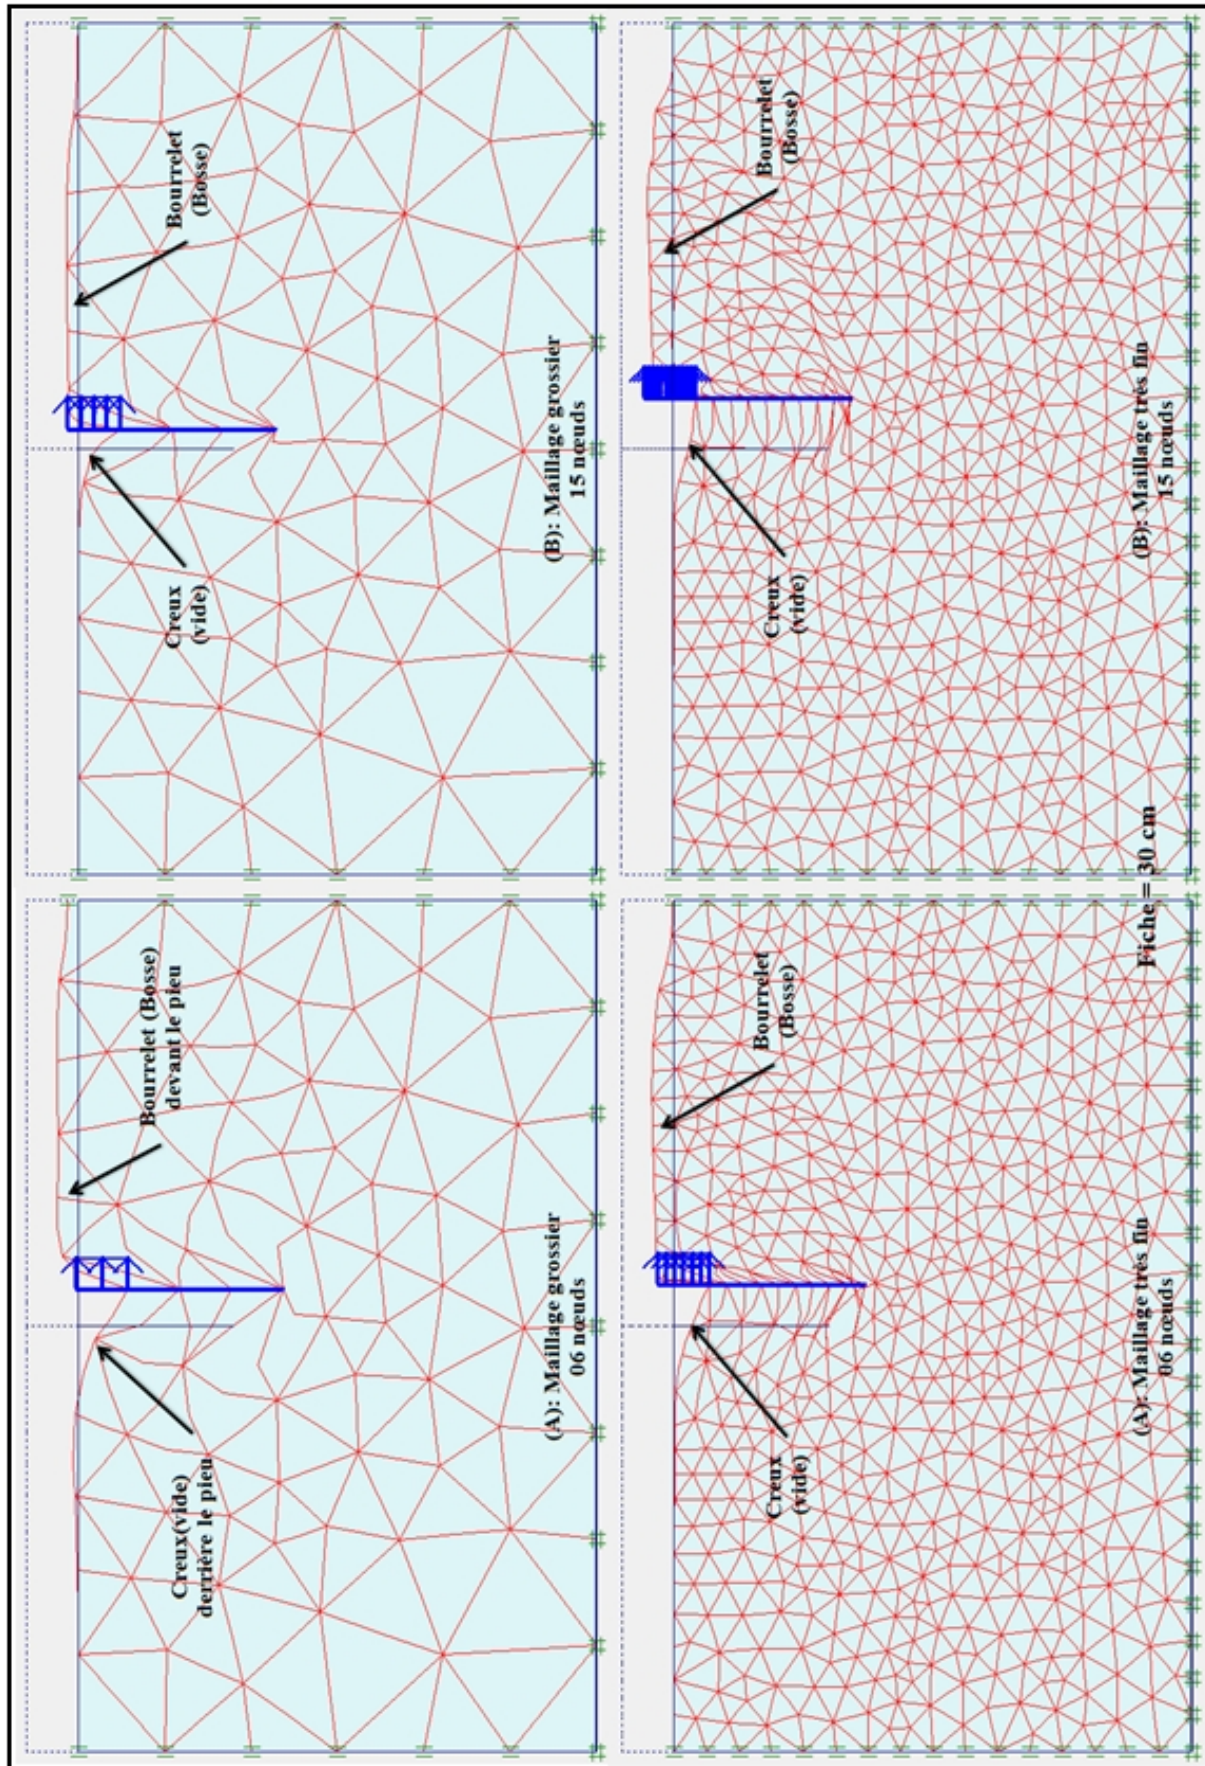 Creux(vide)
derrière le pieu
Bourrelet (Bosse)
devant le pieu
(A): Maillage grossier
06 nœuds
Creux
(vide)
Bourrelet
(Bosse)
(B): Maillage grossier
15 nœuds
Creux
(vide)
Bourrelet
(Bosse)
(A): Maillage très fin
06 nœuds
Creux
(vide)
Bourrelet
(Bosse)
(B): Maillage très fin
15 nœuds
Fiche = 30 cm